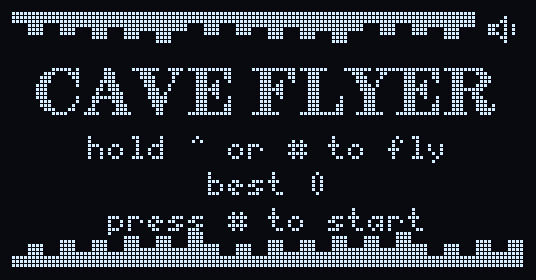 CAVE FLYER
hold ^ or # to fly
best 0
press # to start